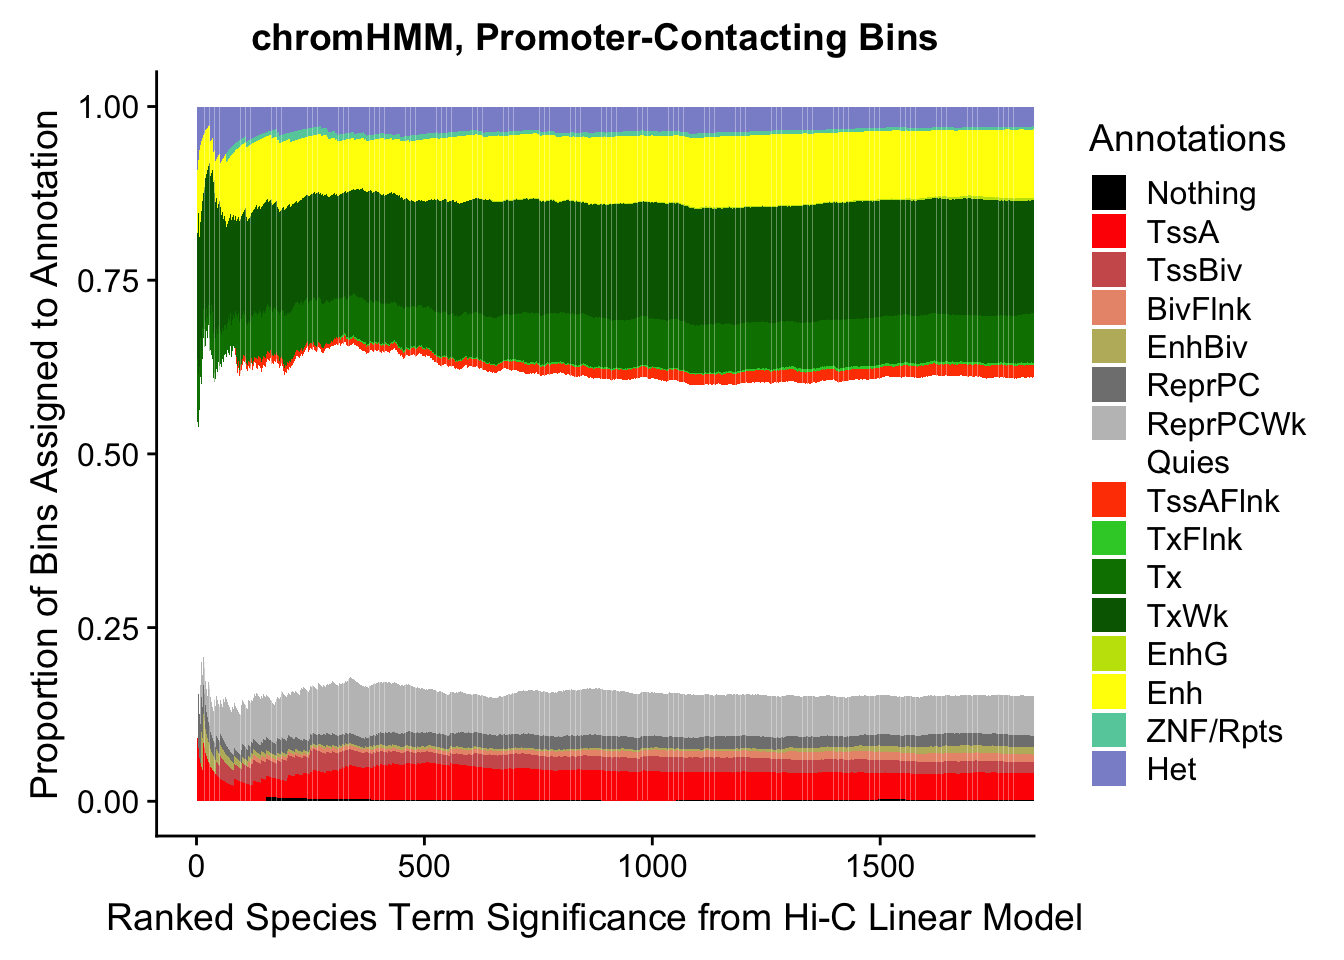 chromHMM, Promoter-Contacting Bins
Proportion of Bins Assigned to Annotation
1.00
0.75
0.50
0.25
0.00
0
500
1000
1500
Ranked Species Term Significance from Hi-C Linear Model
Annotations
Nothing
TssA
TssBiv
BivFlnk
EnhBiv
ReprPC
ReprPCWk
Quies
TssAFlnk
TxFlnk
Tx
TxWk
EnhG
Enh
ZNF/Rpts
Het